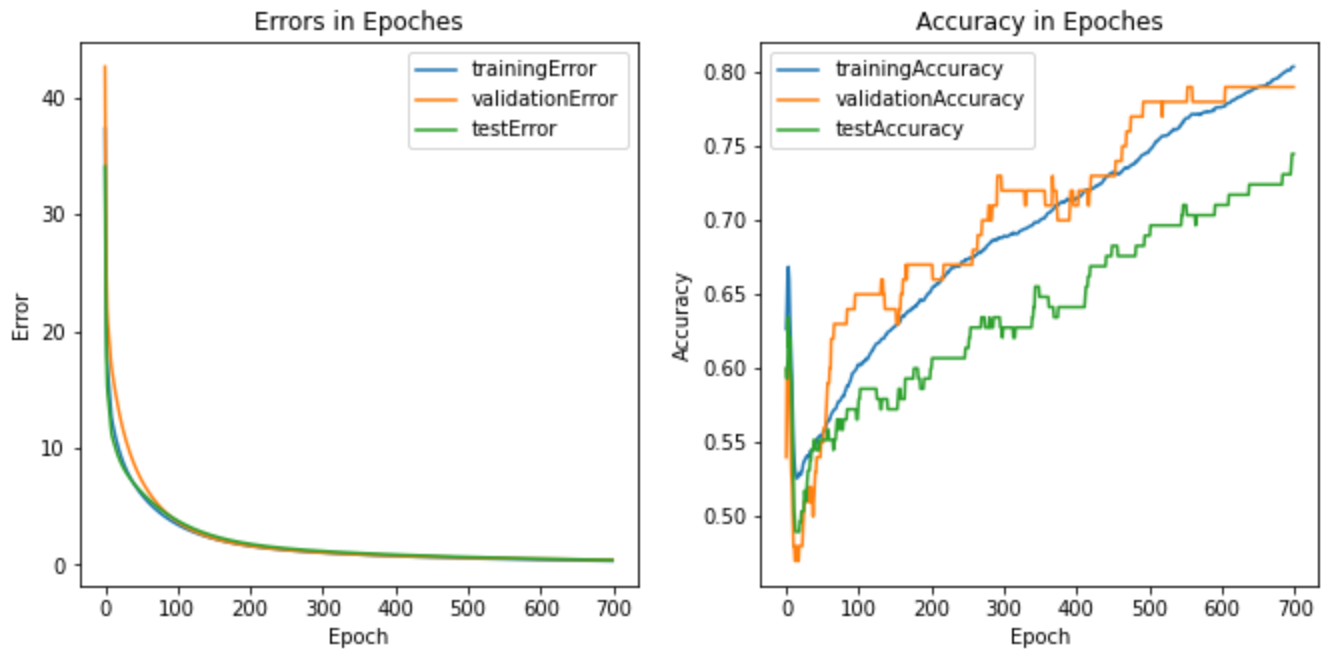 Errors in Epoches
trainingError
validationError
testError
40
30
20
10
0
Error
0 100 200 300 400 500 600 700
Epoch
Accuracy in Epoches
trainingAccuracy
validationAccuracy
testAccuracy
0.80
0.75
0.70
0.65
0.60
0.55
0.50
Accuracy
0 100 200 300 400 500 600 700
Epoch